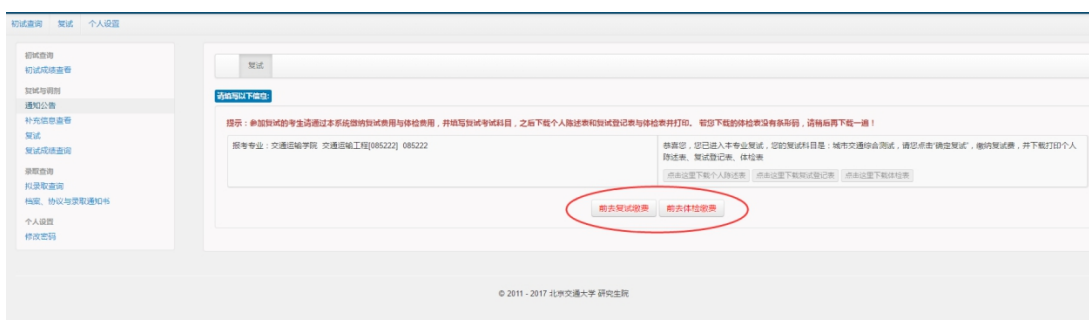 初试查询 复试 个人设置
初试查询
初试成绩查看
复试与调剂
通知公告
补充信息查看
复试
复试成绩查询
录取查询
拟录取查询
档案、协议与录取通知书
个人设置
修改密码
复试
请填写以下信息:
提示:参加复试的考生请通过本系统缴纳复试费用与体检费用,并填写复试考试科目,之后下载个人陈述表和复试登记表与体检表并打印。 若您下载的体检表没有条形码,请稍后再下载一遍!
报考专业:交通运输学院 交通运输工程[085222] 085222
恭喜您,您已进入本专业复试,您的复试科目是:城市交通综合测试,请您点击'确定复试',缴纳复试费,并下载打印个人
陈述表、复试登记表、体检表
点击这里下载个人陈述表 点击这里下载复试登记表 点击这里下载体检表
前去复试缴费 前去体检缴费
© 2011 - 2017 北京交通大学 研究生院